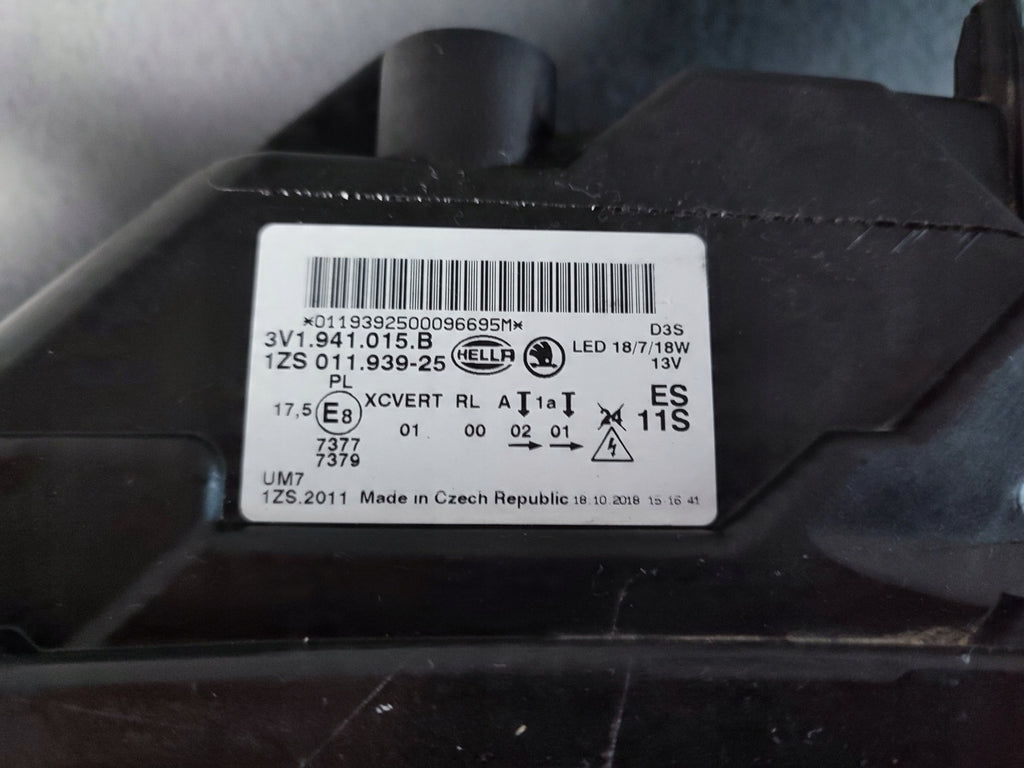 *0119392500096695M*
3V1.941.015.B
1ZS 011.939-25
HELLA
D3S
LED 18/7/18W
13V
PL
17,5 E8 XCVERT RL A 1a
01 00 02 01
24
ES
11S
7377
7379
UM7
1ZS.2011 Made in Czech Republic 18.10.2018 15:16:41